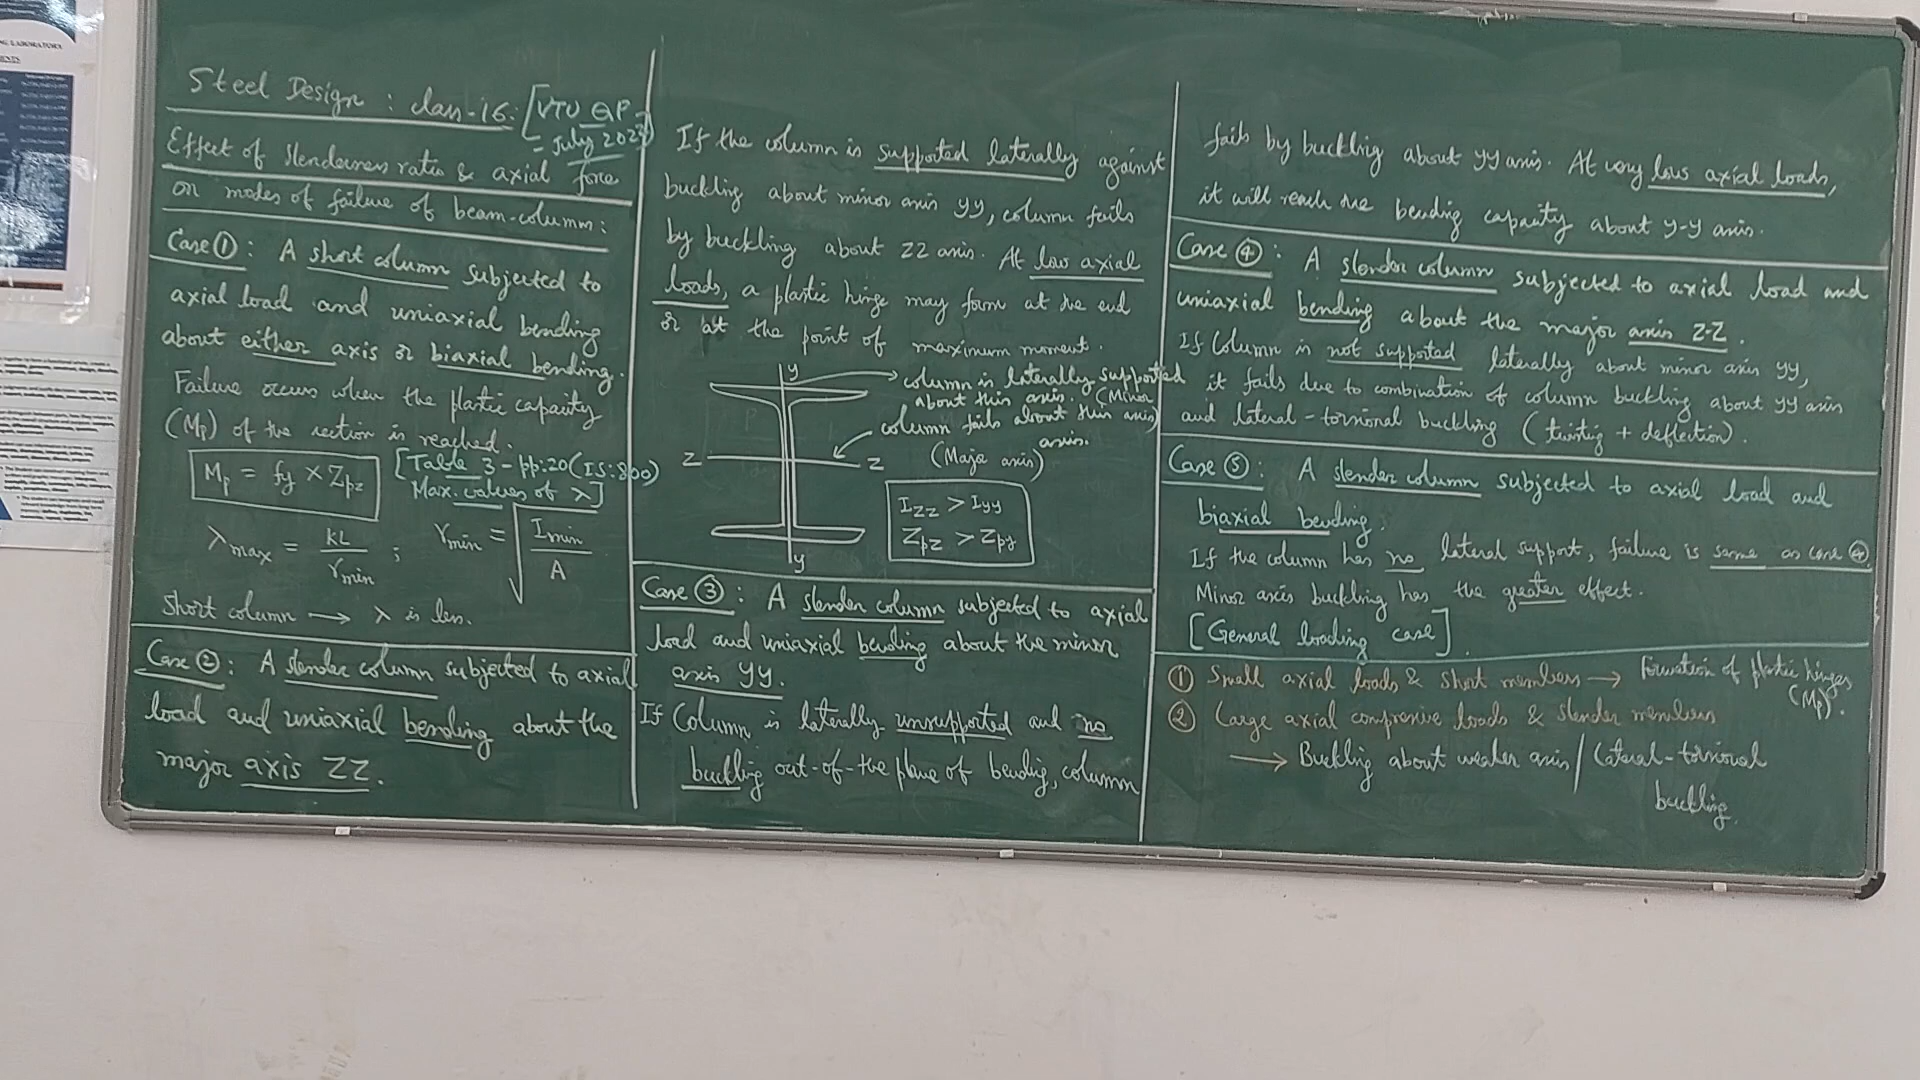 Steel Design : class-16: [VTU QP -
- July 2023]
Effect of slenderness ratio & axial force
on modes of failure of beam-columns:
Case ①: A short column subjected to
axial load and uniaxial bending
about either axis or biaxial bending.
Failure occurs when the plastic capacity
(Mp) of the section is reached.
Mp = fy × Zpz
[Table 3 - pp:20 (IS:800)
Max. values of λ]
λmax = kL / rmin ; rmin = √(Imin / A)
Short column → λ is less.
Case ②: A slender column subjected to axial
load and uniaxial bending about the
major axis ZZ.
If the column is supported laterally against
buckling about minor axis yy, column fails
by buckling about zz axis. At low axial
loads, a plastic hinge may form at the end
or at the point of maximum moment.
y
→ column is laterally supported
about this axis. (Minor
axis)
column fails about this
axis.
(Major axis)
Z
Z
y
IZZ > Iyy
Zpz > Zpy
Case ③: A slender column subjected to axial
load and uniaxial bending about the minor
axis yy.
If Column is laterally unsupported and no
buckling out-of-the plane of bending, column
fails by buckling about yy axis. At very low axial loads,
it will reach the bending capacity about y-y axis.
Case ④: A slender column subjected to axial load and
uniaxial bending about the major axis Z-Z.
If Column is not supported laterally about minor axis yy,
it fails due to combination of column buckling about yy axis
and lateral-torsional buckling (twisting + deflection).
Case ⑤: A slender column subjected to axial load and
biaxial bending.
If the column has no lateral support, failure is same as case ④.
Minor axis buckling has the greater effect.
[General loading case].
① Small axial loads & short members → Formation of plastic hinges
(Mp).
② Large axial compressive loads & slender members
→ Buckling about weaker axis / Lateral-torsional
buckling.